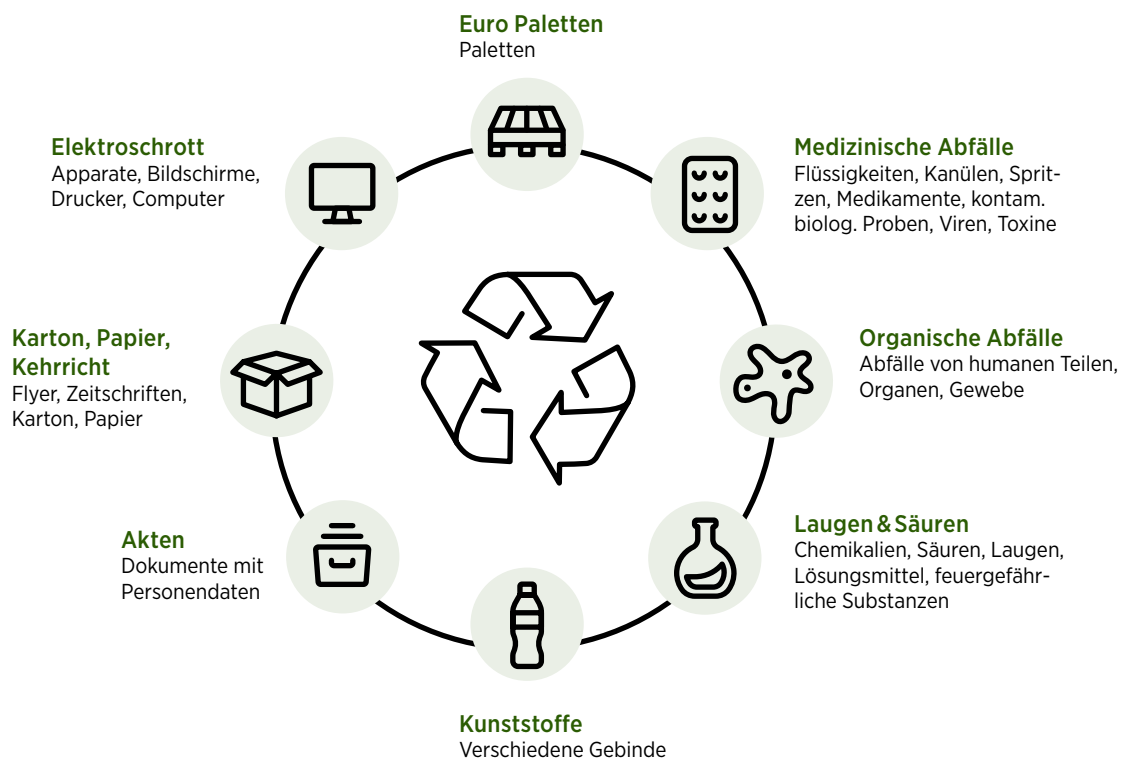 Euro Paletten
Paletten
Medizinische Abfälle
Flüssigkeiten, Kanülen, Sprit-
zen, Medikamente, kontam.
biolog. Proben, Viren, Toxine
Organische Abfälle
Abfälle von humanen Teilen,
Organen, Gewebe
Laugen & Säuren
Chemikalien, Säuren, Laugen,
Lösungsmittel, feuergefähr-
liche Substanzen
Kunststoffe
Verschiedene Gebinde
Akten
Dokumente mit
Personendaten
Karton, Papier,
Kehrricht
Flyer, Zeitschriften,
Karton, Papier
Elektroschrott
Apparate, Bildschirme,
Drucker, Computer